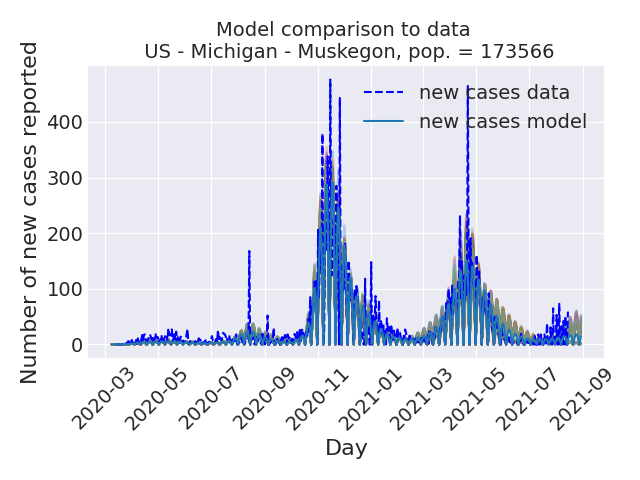 Model comparison to data
US - Michigan - Muskegon, pop. = 173566
Number of new cases reported
400
300
200
100
0
new cases data
new cases model
2020-03
2020-05
2020-07
2020-09
2020-11
2021-01
2021-03
2021-05
2021-07
2021-09
Day